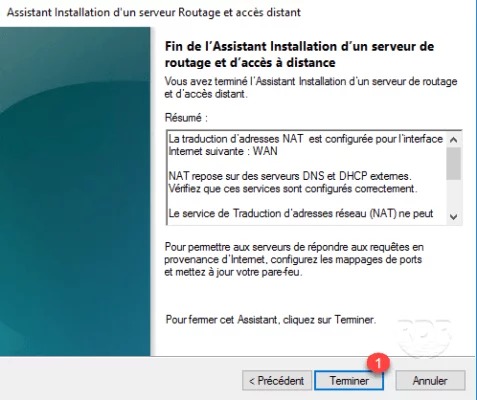 Assistant Installation d'un serveur Routage et accès distant
Fin de l'Assistant Installation d'un serveur de
routage et d'accès à distance
Vous avez terminé l'Assistant Installation d'un serveur de routage
et d'accès distant.
Résumé :
La traduction d'adresses NAT est configurée pour l'interface
Internet suivante : WAN
NAT repose sur des serveurs DNS et DHCP externes.
Vérifiez que ces services sont configurés correctement.
Le service de Traduction d'adresses réseau (NAT) ne peut
Pour permettre aux serveurs de répondre aux requêtes en
provenance d'Internet, configurez les mappages de ports
et mettez à jour votre pare-feu.
Pour fermer cet Assistant, cliquez sur Terminer.
1
< Précédent Terminer Annuler